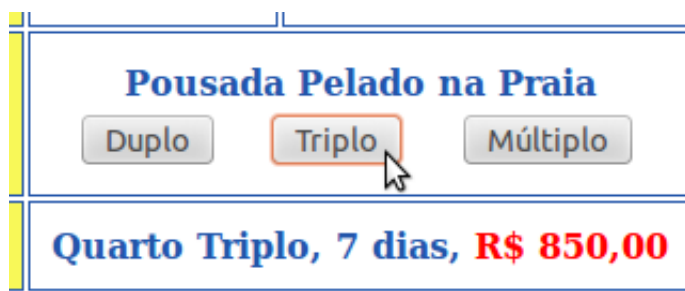 Pousada Pelado na Praia
Duplo Triplo Múltiplo
Quarto Triplo, 7 dias, R$ 850,00